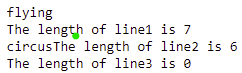 flying
The length of line1 is 7
circusThe length of line2 is 6
The length of line3 is 0